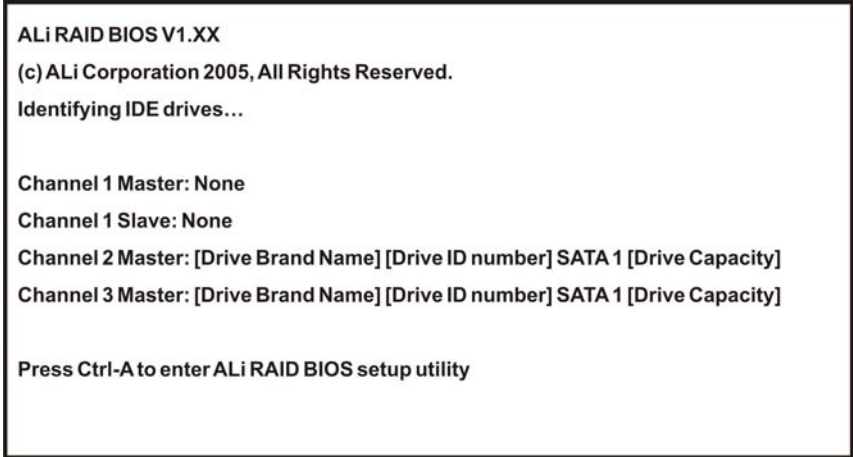 ALi RAID BIOS V1.XX
(c) ALi Corporation 2005, All Rights Reserved.
Identifying IDE drives...
Channel 1 Master: None
Channel 1 Slave: None
Channel 2 Master: [Drive Brand Name] [Drive ID number] SATA 1 [Drive Capacity]
Channel 3 Master: [Drive Brand Name] [Drive ID number] SATA 1 [Drive Capacity]
Press Ctrl-A to enter ALi RAID BIOS setup utility